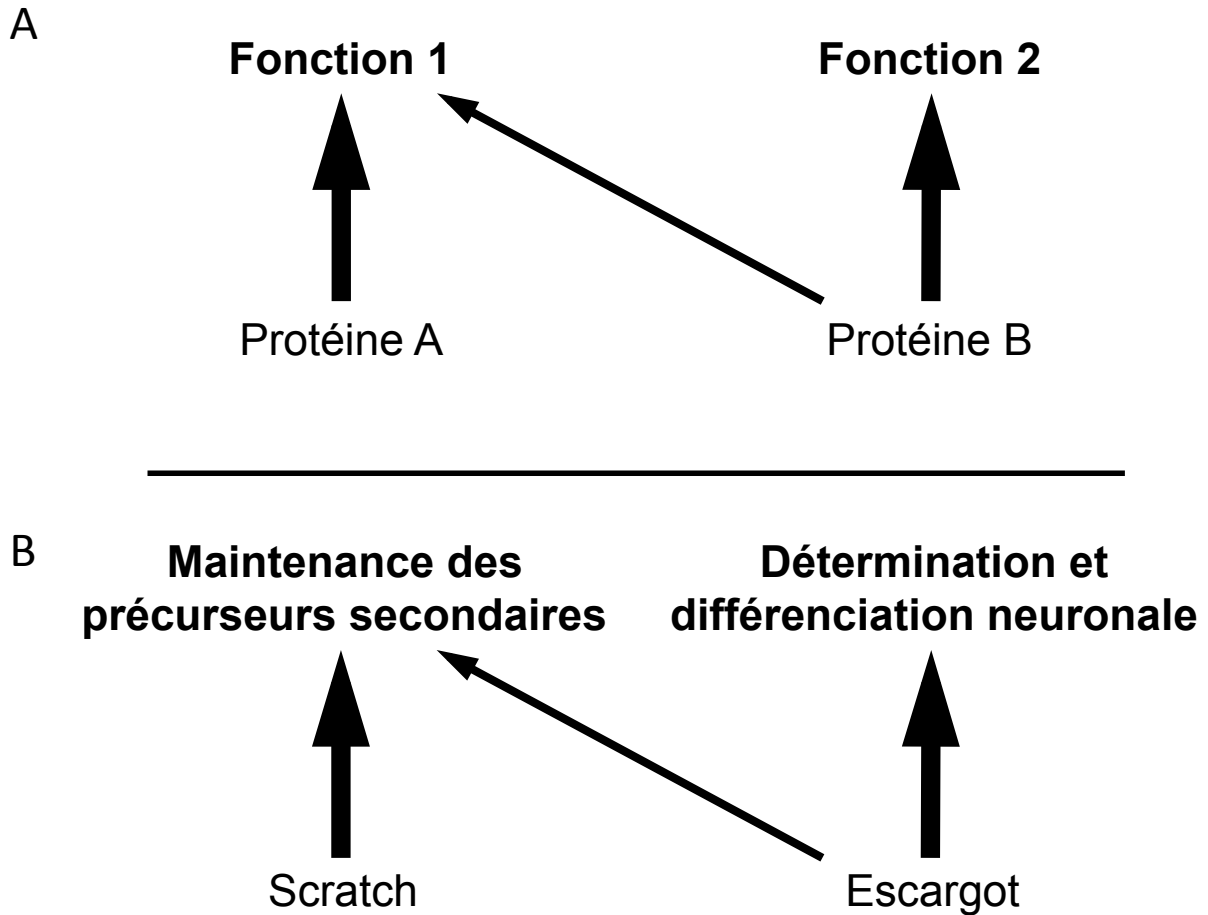 A
Fonction 1
Fonction 2
Protéine A
Protéine B
B
Maintenance des
précurseurs secondaires
Détermination et
différenciation neuronale
Scratch
Escargot